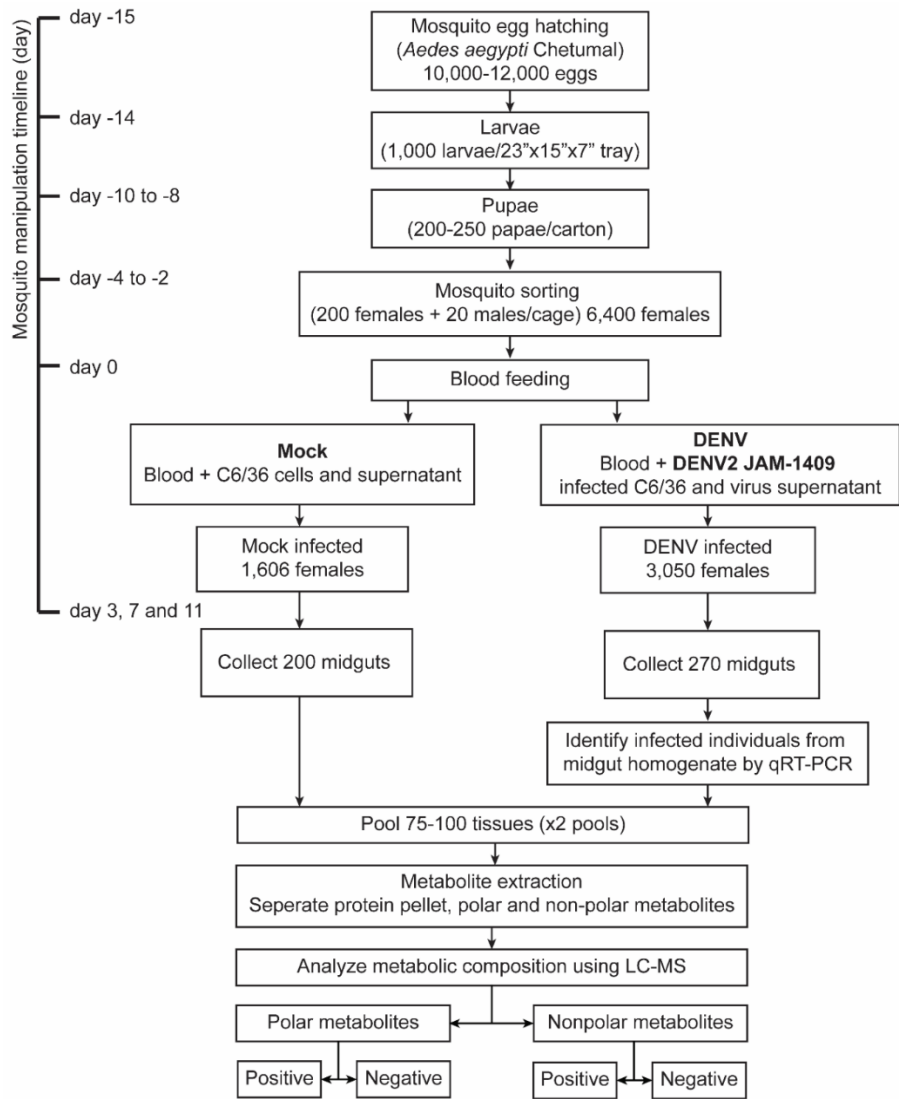 Mosquito manipulation timeline (day)
day -15
Mosquito egg hatching
(Aedes aegypti Chetumal)
10,000-12,000 eggs
day -14
Larvae
(1,000 larvae/23”x15”x7” tray)
day -10 to -8
Pupae
(200-250 papae/carton)
day -4 to -2
Mosquito sorting
(200 females + 20 males/cage) 6,400 females
day 0
Blood feeding
Mock
Blood + C6/36 cells and supernatant
DENV
Blood + DENV2 JAM-1409
infected C6/36 and virus supernatant
Mock infected
1,606 females
DENV infected
3,050 females
day 3, 7 and 11
Collect 200 midguts
Collect 270 midguts
Identify infected individuals from
midgut homogenate by qRT-PCR
Pool 75-100 tissues (x2 pools)
Metabolite extraction
Seperate protein pellet, polar and non-polar metabolites
Analyze metabolic composition using LC-MS
Polar metabolites
Nonpolar metabolites
Positive
Negative
Positive
Negative